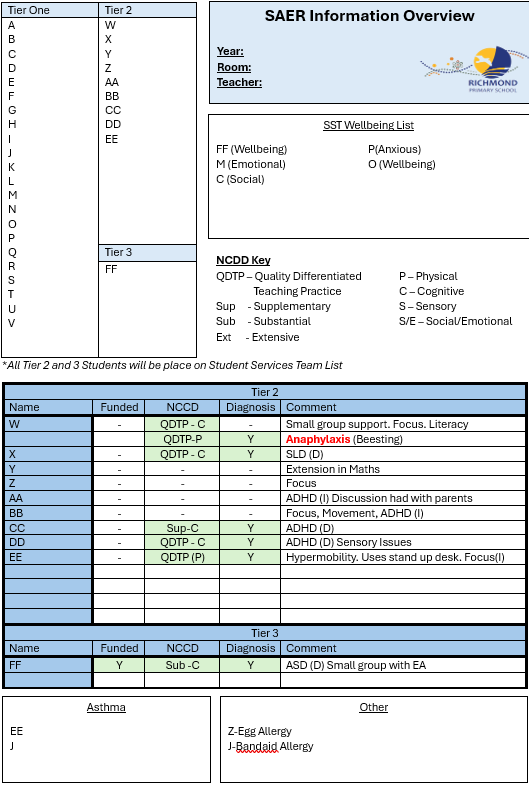 Tier One
A
B
C
D
E
F
G
H
I
J
K
L
M
N
O
P
Q
R
S
T
U
V
Tier 2
W
X
Y
Z
AA
BB
CC
DD
EE
Tier 3
FF
SAER Information Overview
Year:
Room:
Teacher:
RICHMOND
PRIMARY SCHOOL
SST Wellbeing List
FF (Wellbeing) P(Anxious)
M (Emotional) O (Wellbeing)
C (Social)
NCDD Key
QDTP – Quality Differentiated
Teaching Practice
Sup - Supplementary
Sub - Substantial
Ext - Extensive
P – Physical
C – Cognitive
S – Sensory
S/E – Social/Emotional
*All Tier 2 and 3 Students will be place on Student Services Team List
Tier 2
Name Funded NCCD Diagnosis Comment
W - QDTP - C - Small group support. Focus. Literacy
QDTP-P Y Anaphylaxis (Beesting)
X - QDTP - C Y SLD (D)
Y - - - Extension in Maths
Z - - - Focus
AA - - - ADHD (I) Discussion had with parents
BB - - - Focus, Movement, ADHD (I)
CC - Sup-C Y ADHD (D)
DD - QDTP - C Y ADHD (D) Sensory Issues
EE - QDTP (P) Y Hypermobility. Uses stand up desk. Focus(I)
Tier 3
Name Funded NCCD Diagnosis Comment
FF Y Sub -C Y ASD (D) Small group with EA
Asthma
EE
J
Other
Z-Egg Allergy
J-Bandaid Allergy